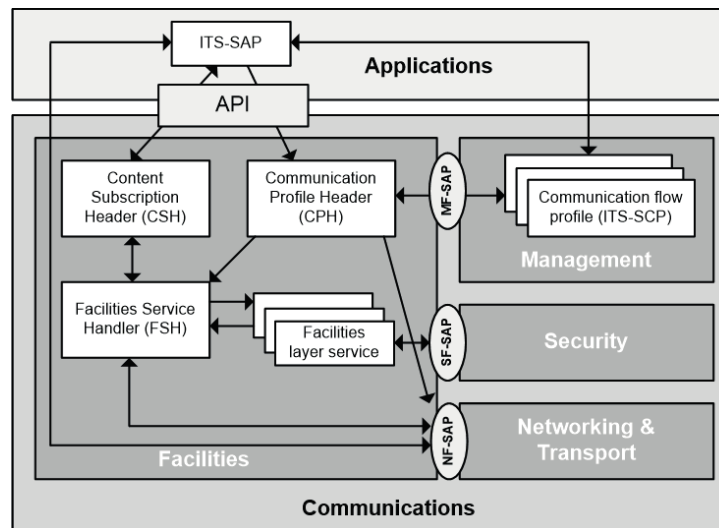 ITS-SAP
Applications
API
Content
Subscription
Header (CSH)
Communication
Profile Header
(CPH)
MF-SAP
Communication flow
profile (ITS-SCP)
Management
Facilities Service
Handler (FSH)
Facilities
layer service
SF-SAP
Security
NF-SAP
Networking &
Transport
Facilities
Communications